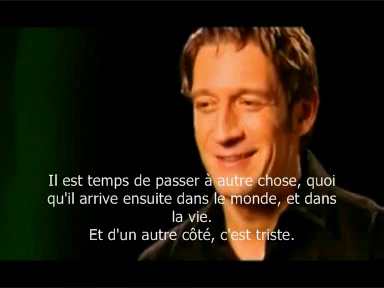 Il est temps de passer à autre chose, quoi
qu'il arrive ensuite dans le monde, et dans
la vie.
Et d'un autre côté, c'est triste.